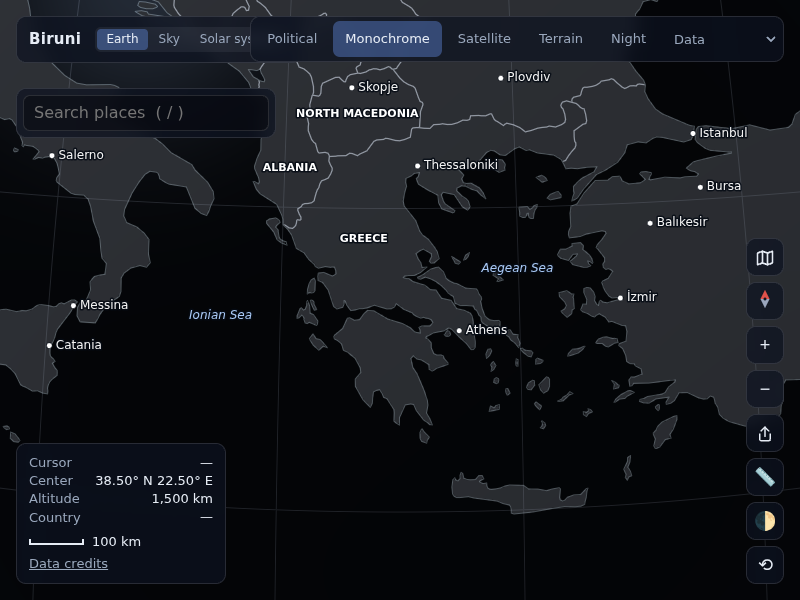 Biruni
Earth Sky Solar sys
Political Monochrome Satellite Terrain Night Data
Search places ( / )
Skopje
Plovdiv
NORTH MACEDONIA
Istanbul
Salerno
ALBANIA
Thessaloniki
Bursa
Balıkesir
GREECE
Aegean Sea
İzmir
Messina
Ionian Sea
Athens
Catania
+
−
Cursor —
Center 38.50° N 22.50° E
Altitude 1,500 km
Country —
100 km
Data credits